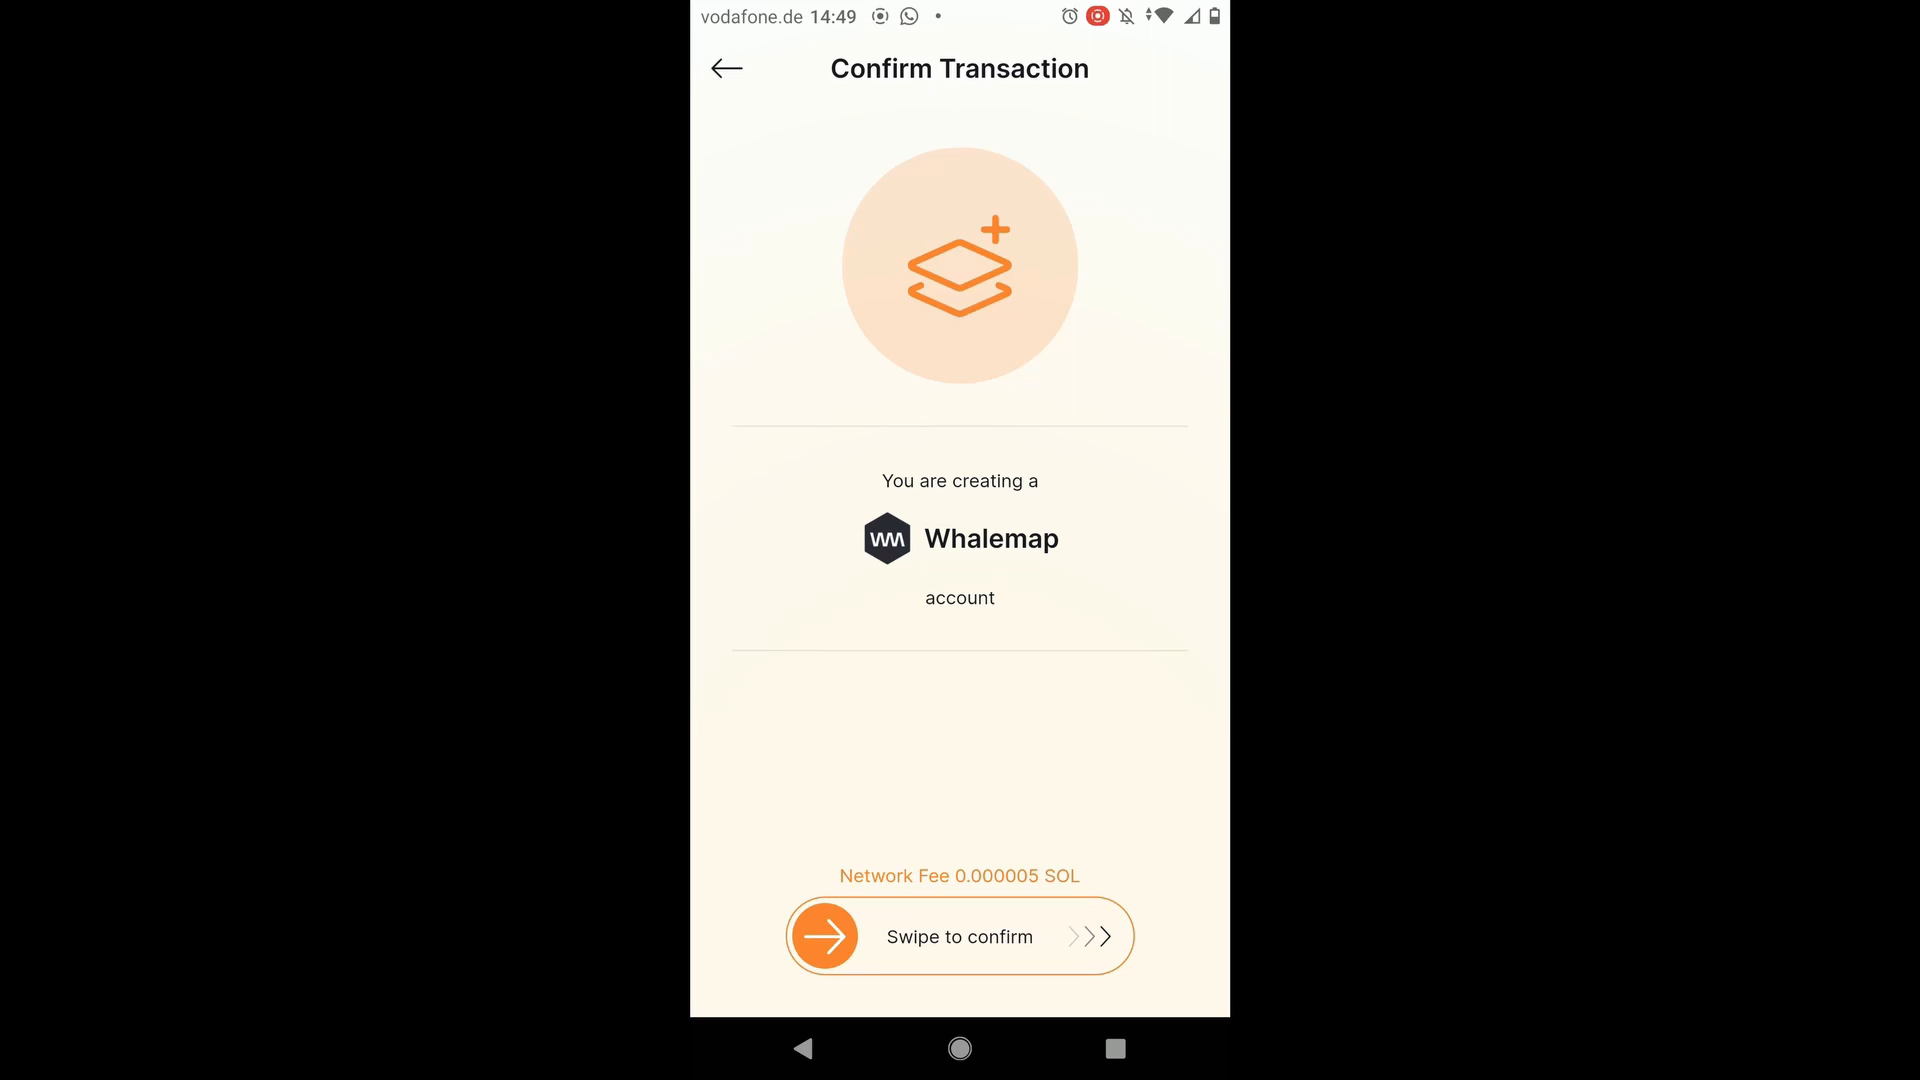 vodafone.de 14:49
Confirm Transaction
You are creating a
WM Whalemap
account
Network Fee 0.000005 SOL
Swipe to confirm